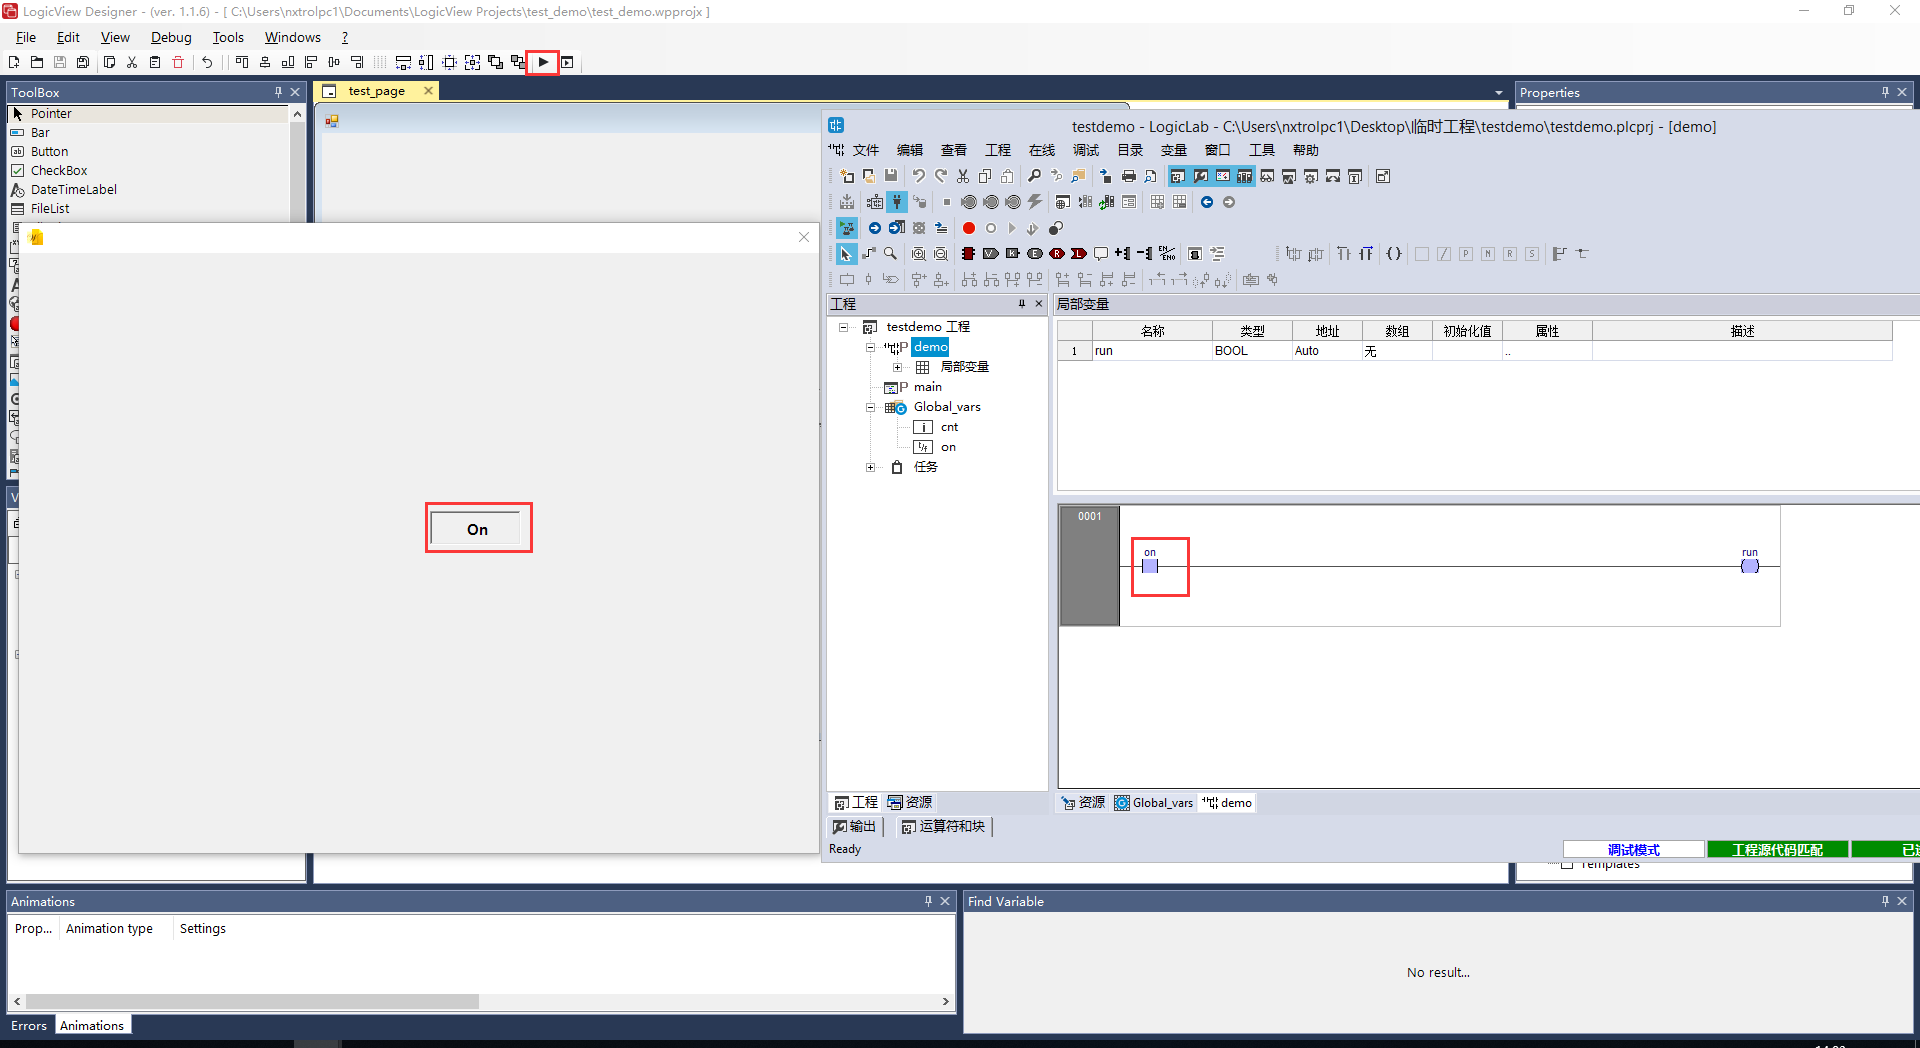 LogicView Designer - (ver. 1.1.6) - [ C:\Users\nxtrolpc1\Documents\LogicView Projects\test_demo\test_demo.wpprojx ]
File Edit View Debug Tools Windows ?
ToolBox
Pointer
Bar
Button
CheckBox
DateTimeLabel
FileList
test_page
Properties
On
testdemo - LogicLab - C:\Users\nxtrolpc1\Desktop\临时工程\testdemo\testdemo.plcprj - [demo]
文件 编辑 查看 工程 在线 调试 目录 变量 窗口 工具 帮助
工程
testdemo 工程
demo
局部变量
main
Global_vars
cnt
on
任务
局部变量
名称 类型 地址 数组 初始化值 属性 描述
1 run BOOL Auto 无 ..
0001
on
run
工程 资源
资源 Global_vars demo
输出 运算符和块
Ready
调试模式 工程源代码匹配
Templates
Animations
Prop... Animation type Settings
Errors Animations
Find Variable
No result...